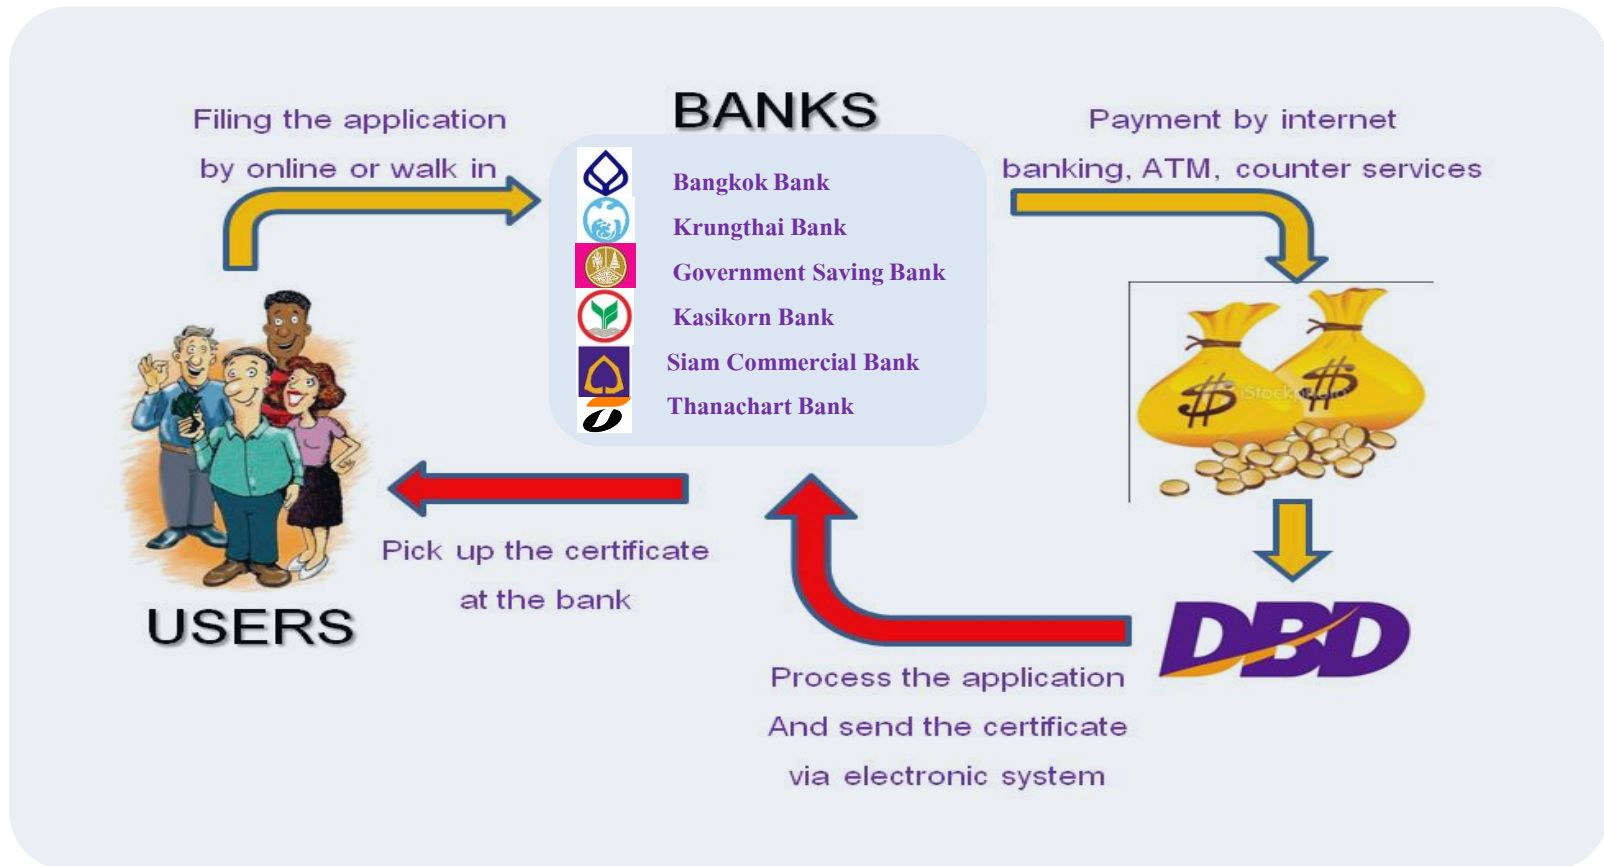 BANKS
Filing the application
by online or walk in
Payment by internet
banking, ATM, counter services
Bangkok Bank
Krungthai Bank
Government Saving Bank
Kasikorn Bank
Siam Commercial Bank
Thanachart Bank
$ $
iStockphoto
Pick up the certificate
at the bank
USERS
DBD
Process the application
And send the certificate
via electronic system